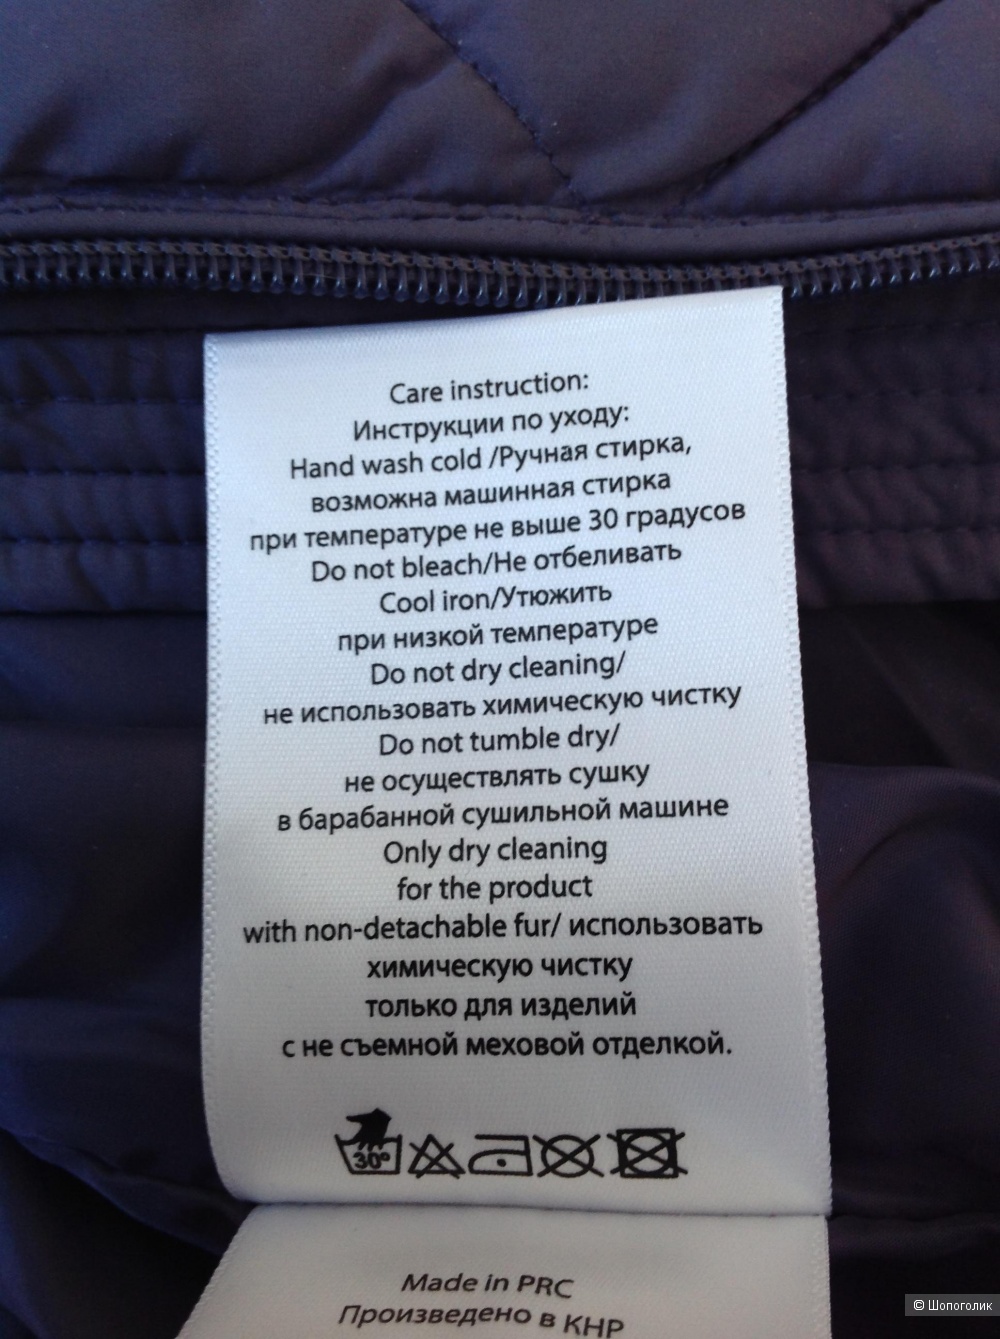 Care instruction:
Инструкции по уходу:
Hand wash cold /Ручная стирка,
возможна машинная стирка
при температуре не выше 30 градусов
Do not bleach/Не отбеливать
Cool iron/Утюжить
при низкой температуре
Do not dry cleaning/
не использовать химическую чистку
Do not tumble dry/
не осуществлять сушку
в барабанной сушильной машине
Only dry cleaning
for the product
with non-detachable fur/ использовать
химическую чистку
только для изделий
с не съемной меховой отделкой.
30°
Made in PRC
Произведено в КНР
© Шопоголик